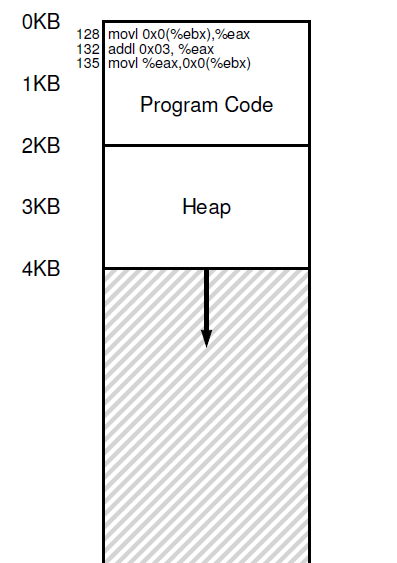 0KB
128 movl 0x0(%ebx),%eax
132 addl 0x03, %eax
135 movl %eax,0x0(%ebx)
1KB
Program Code
2KB
3KB
Heap
4KB